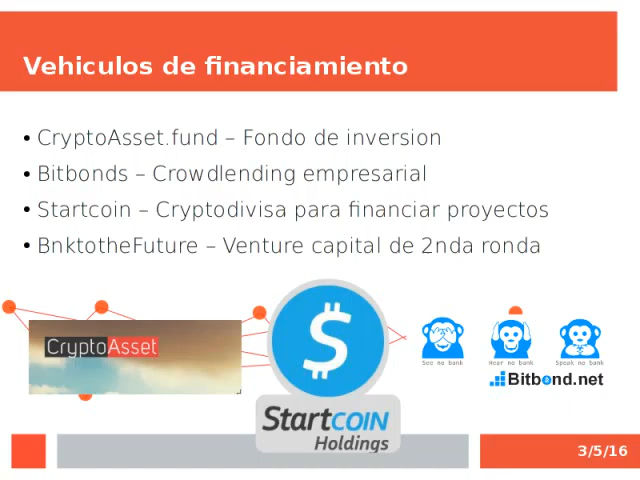 Vehiculos de financiamiento
• CryptoAsset.fund – Fondo de inversion
• Bitbonds – Crowdlending empresarial
• Startcoin – Cryptodivisa para financiar proyectos
• BnktotheFuture – Venture capital de 2nda ronda
CryptoAsset
$
See no bank Hear no bank Speak no bank
Bitbond.net
StartCOIN
Holdings
3/5/16